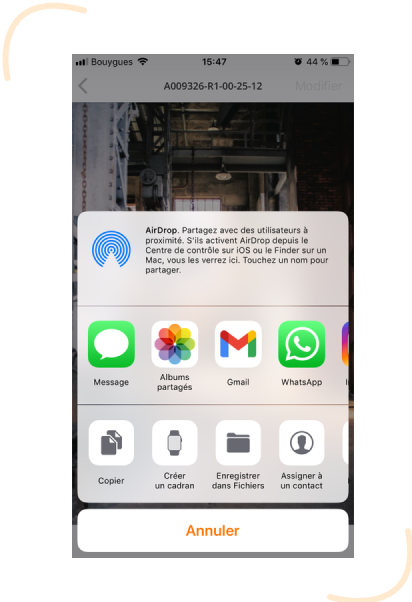 Bouygues 15:47 44 %
A009326-R1-00-25-12 Modifier
AirDrop. Partagez avec des utilisateurs à
proximité. S'ils activent AirDrop depuis le
Centre de contrôle sur iOS ou le Finder sur un
Mac, vous les verrez ici. Touchez un nom pour
partager.
Message Albums partagés Gmail WhatsApp
Copier Créer un cadran Enregistrer dans Fichiers Assigner à un contact
Annuler